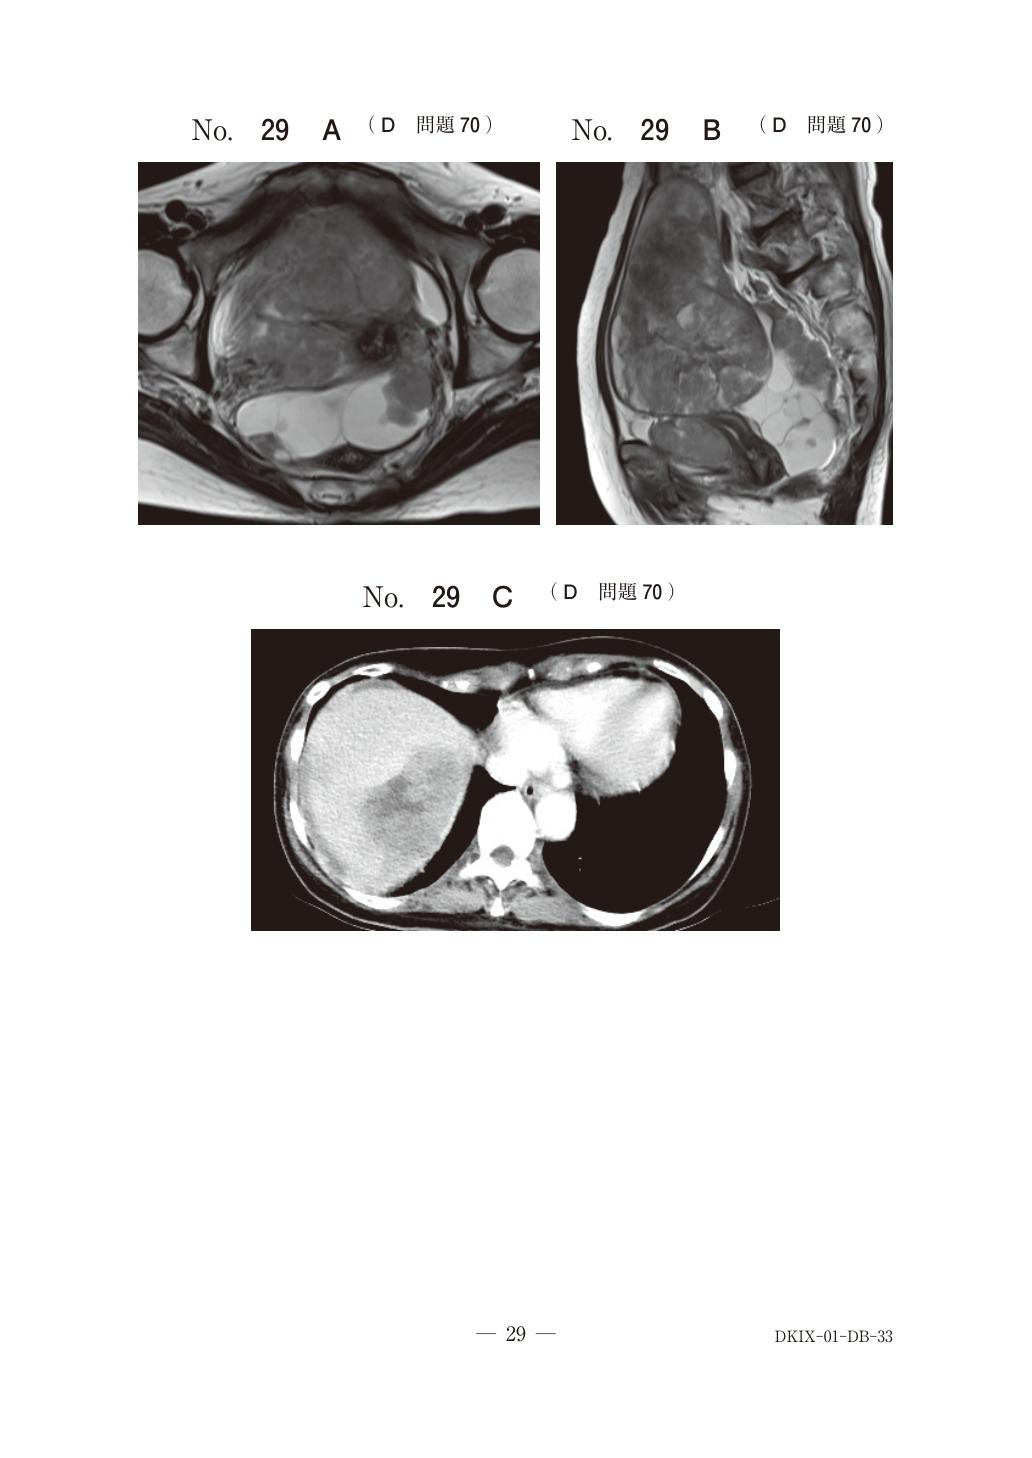 No. 29 A （D 問題 70）
No. 29 B （D 問題 70）
No. 29 C （D 問題 70）
— 29 —
DKIX-01-DB-33